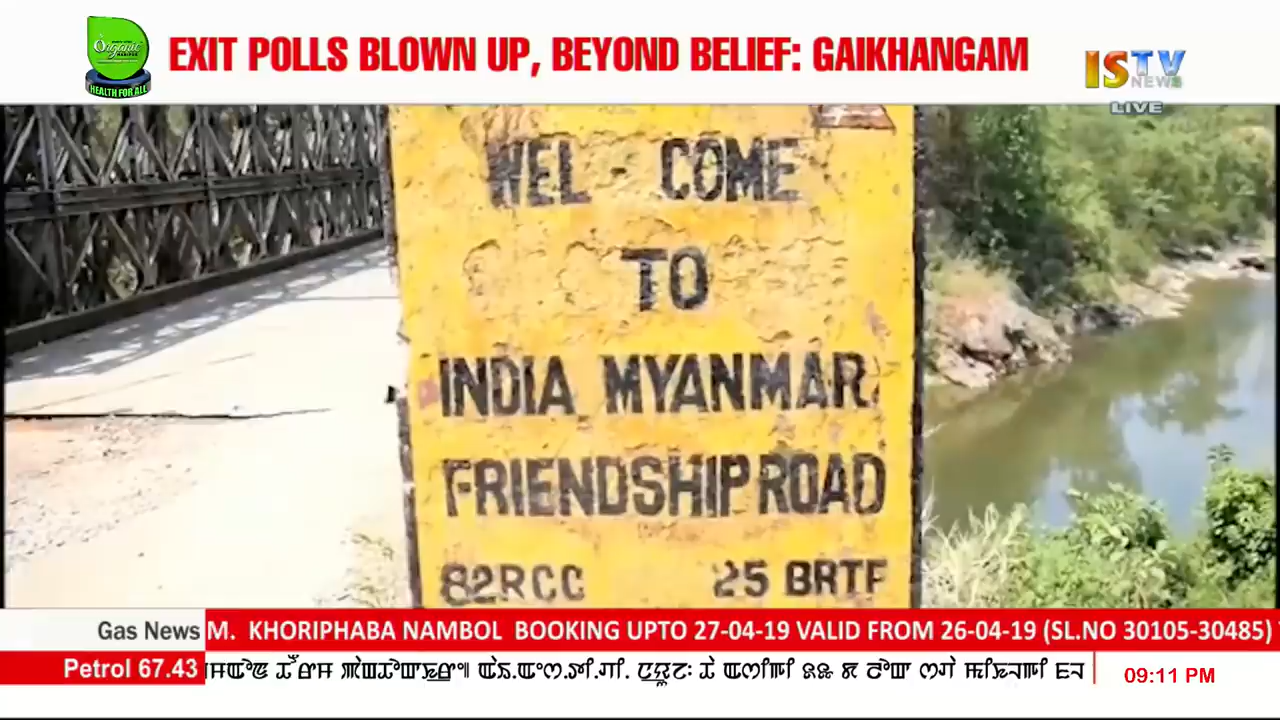 Organic
HEALTH FOR ALL
EXIT POLLS BLOWN UP, BEYOND BELIEF: GAIKHANGAM
ISTV
NEWS
LIVE
WEL - COME
TO
INDIA MYANMAR
FRIENDSHIP ROAD
82RCC 25 BRTF
Gas News M. KHORIPHABA NAMBOL BOOKING UPTO 27-04-19 VALID FROM 26-04-19 (SL.NO 30105-30485)
Petrol 67.43
09:11 PM